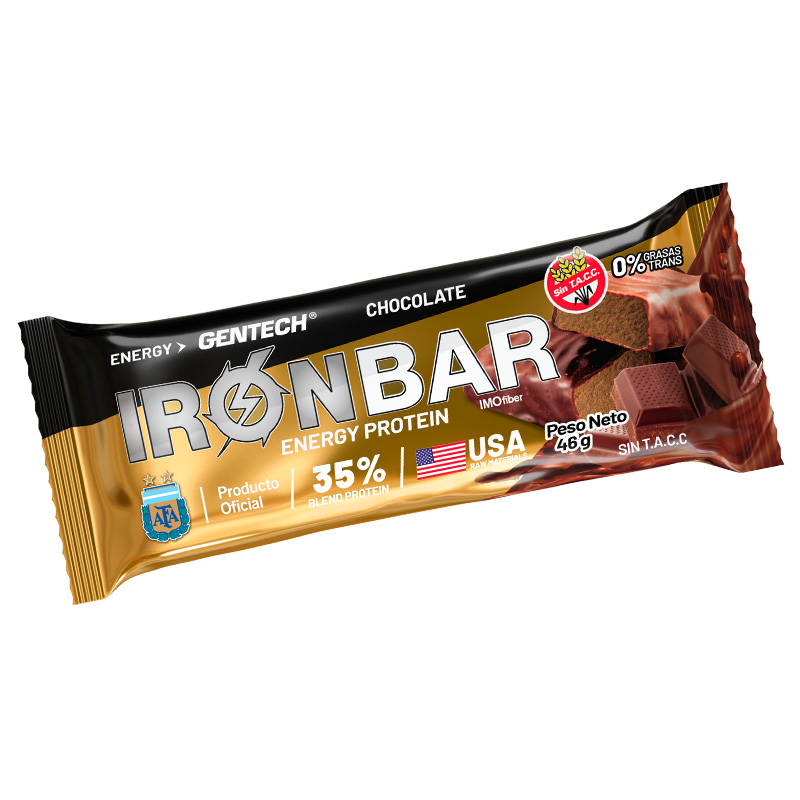 ENERGY > GENTECH®
CHOCOLATE
Sin T.A.C.C.
0% GRASAS
TRANS
IRONBAR
IMOfiber
ENERGY PROTEIN
Peso Neto
46 g
SIN T.A.C.C
AFA
Producto
Oficial
35%
BLEND PROTEIN
USA
RAW MATERIALS